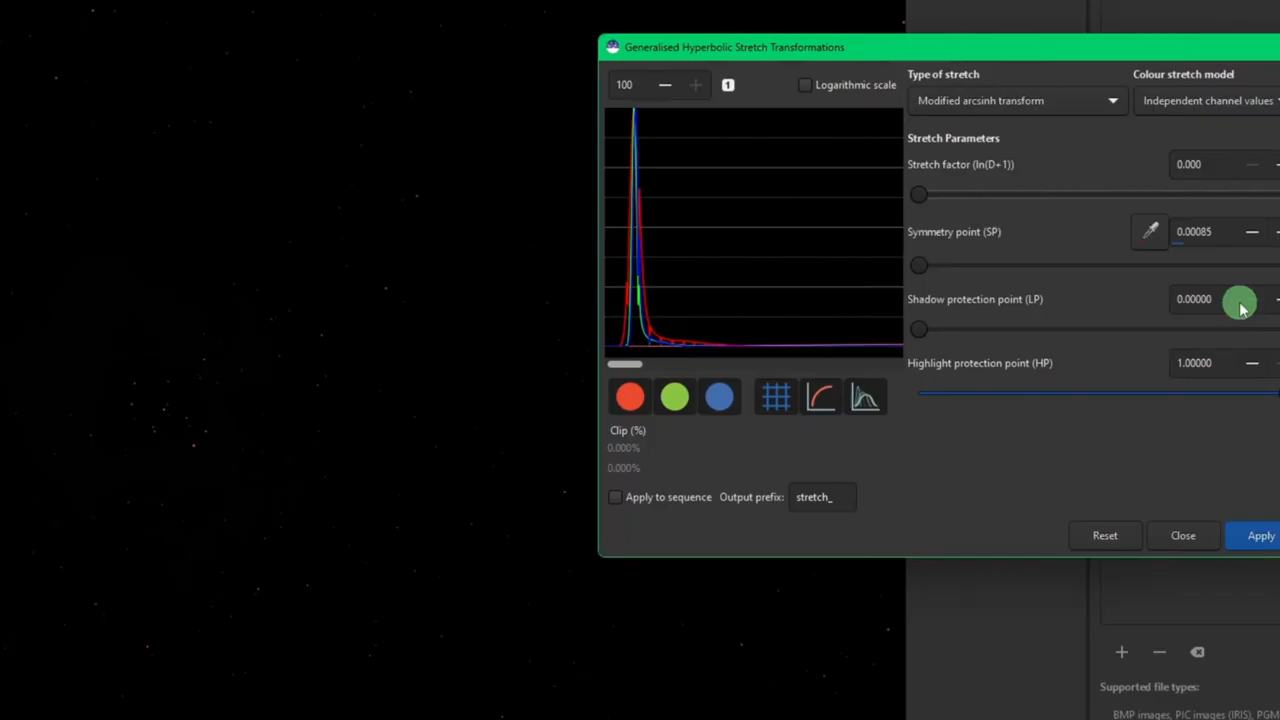 Generalised Hyperbolic Stretch Transformations
100
1
Logarithmic scale
Type of stretch
Colour stretch model
Modified arcsinh transform
Independent channel values
Stretch Parameters
Stretch factor (ln(D+1))
0.000
Symmetry point (SP)
0.00085
Shadow protection point (LP)
0.00000
Highlight protection point (HP)
1.00000
Clip (%)
0.000%
0.000%
Apply to sequence
Output prefix:
stretch_
Reset
Close
Apply
Supported file types:
BMP images, PIC images (IRIS), PGM